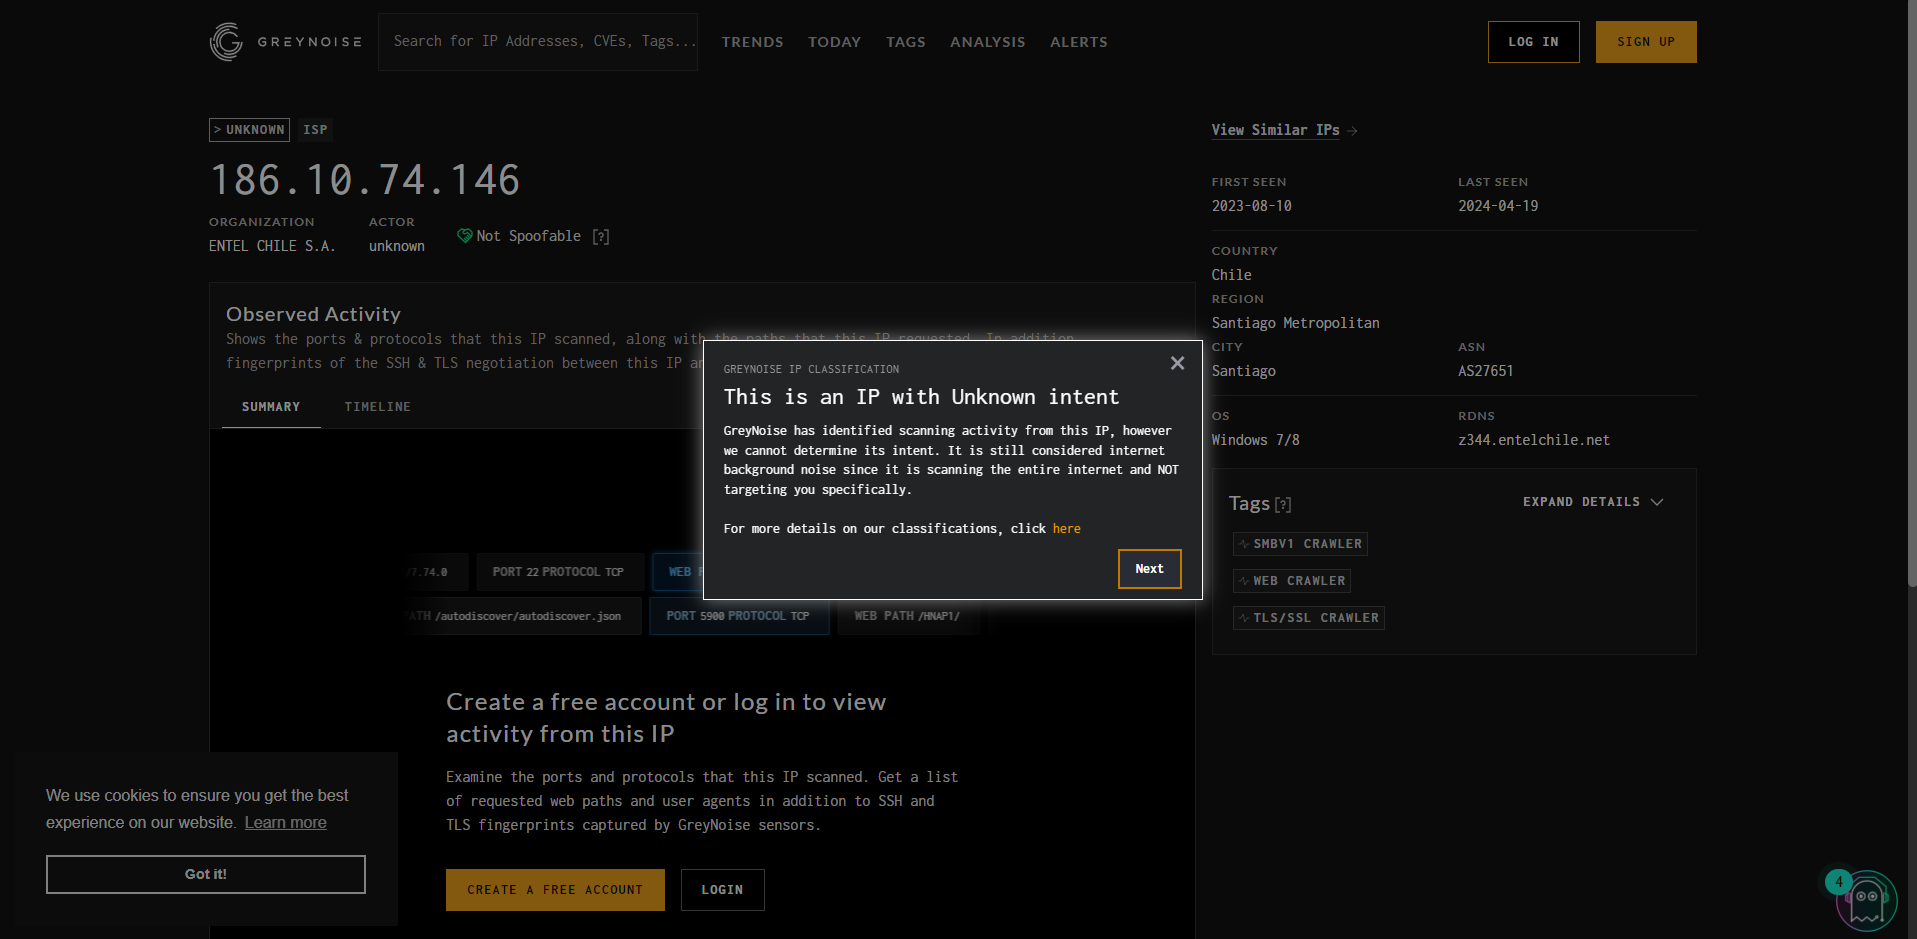 GREYNOISE
Search for IP Addresses, CVEs, Tags...
TRENDS
TODAY
TAGS
ANALYSIS
ALERTS
LOG IN
SIGN UP
> UNKNOWN
ISP
186.10.74.146
ORGANIZATION
ENTEL CHILE S.A.
ACTOR
unknown
Not Spoofable [?]
View Similar IPs →
FIRST SEEN
2023-08-10
LAST SEEN
2024-04-19
COUNTRY
Chile
REGION
Santiago Metropolitan
CITY
Santiago
ASN
AS27651
OS
Windows 7/8
RDNS
z344.entelchile.net
Tags [?]
EXPAND DETAILS
SMBV1 CRAWLER
WEB CRAWLER
TLS/SSL CRAWLER
Observed Activity
Shows the ports & protocols that this IP scanned, along with the paths that this IP requested. In addition
fingerprints of the SSH & TLS negotiation between this IP
SUMMARY
TIMELINE
GREYNOISE IP CLASSIFICATION
This is an IP with Unknown intent
GreyNoise has identified scanning activity from this IP, however
we cannot determine its intent. It is still considered internet
background noise since it is scanning the entire internet and NOT
targeting you specifically.
For more details on our classifications, click here
Next
/7.74.0
PORT 22 PROTOCOL TCP
WEB
PATH /autodiscover/autodiscover.json
PORT 5900 PROTOCOL TCP
WEB PATH /HNAP1/
Create a free account or log in to view
activity from this IP
Examine the ports and protocols that this IP scanned. Get a list
of requested web paths and user agents in addition to SSH and
TLS fingerprints captured by GreyNoise sensors.
CREATE A FREE ACCOUNT
LOGIN
We use cookies to ensure you get the best
experience on our website. Learn more
Got it!
4